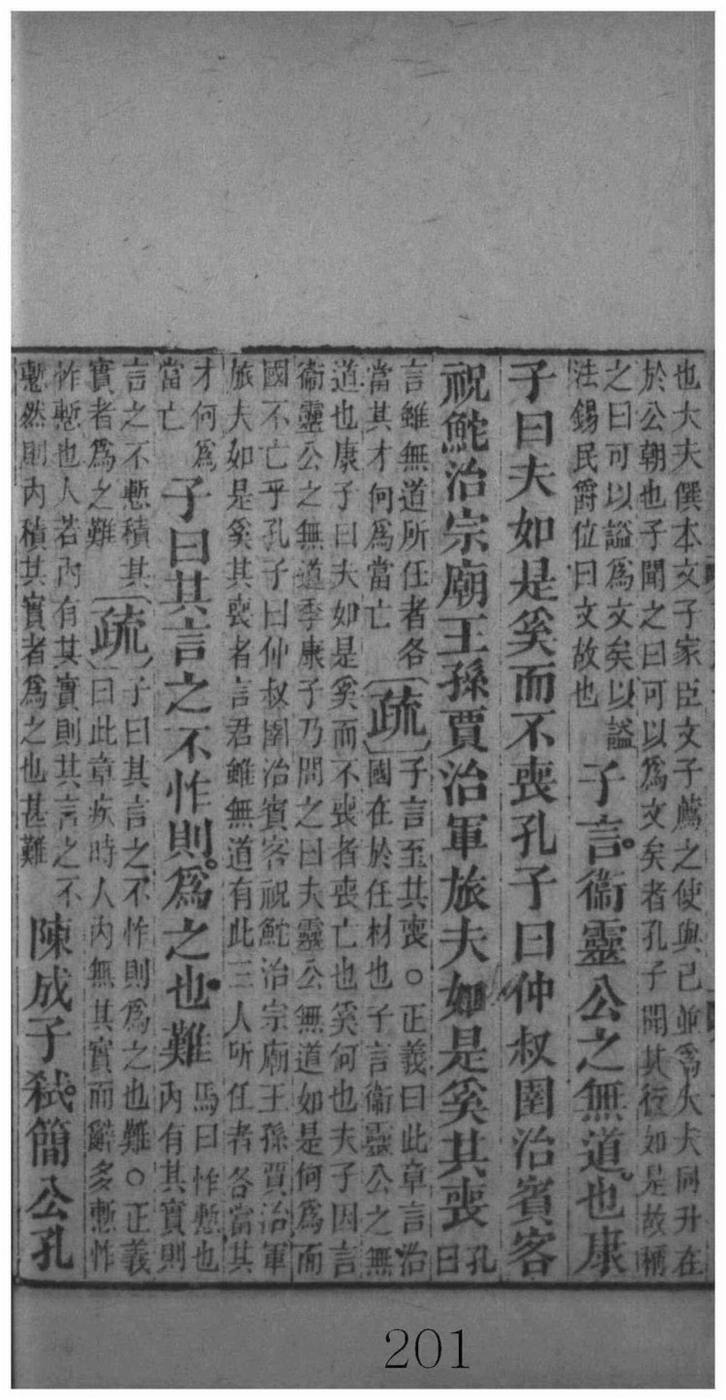 也大夫僎本文子家臣文子薦之使與已並爲大夫同升在
於公朝也子聞之曰可以爲文矣者孔子聞其行如是故稱
之曰可以謚爲文矣以謚
法錫民爵位曰文故也
子言衞靈公之無道也康
子曰夫如是奚而不喪孔子曰仲叔圉治賓客
祝鮀治宗廟王孫賈治軍旅夫如是奚其喪
孔
曰
言雖無道所任者各
當其才何爲當亡
疏
子言至其喪○正義曰此章言治
國在於任材也子言衞靈公之無
道也康子曰夫如是奚而不喪者喪亡也奚何也夫子因言
衞靈公之無道季康子乃問之曰夫靈公無道如是何爲而
國不亡乎孔子曰仲叔圉治賓客祝鮀治宗廟王孫賈治軍
旅夫如是奚其喪者言君雖無道有此三人所任者各當其
才何爲
當亡
子曰其言之不怍則爲之也難
馬曰怍慙也
內有其實則
言之不慙積其
實者爲之難
疏
子曰其言之不怍則爲之也難○正義
曰此章疾時人內無其實而辭多慙怍
怍慙也人若內有其實則其言之不
慙然則內積其實者爲之也甚難
陳成子弑簡公孔
201